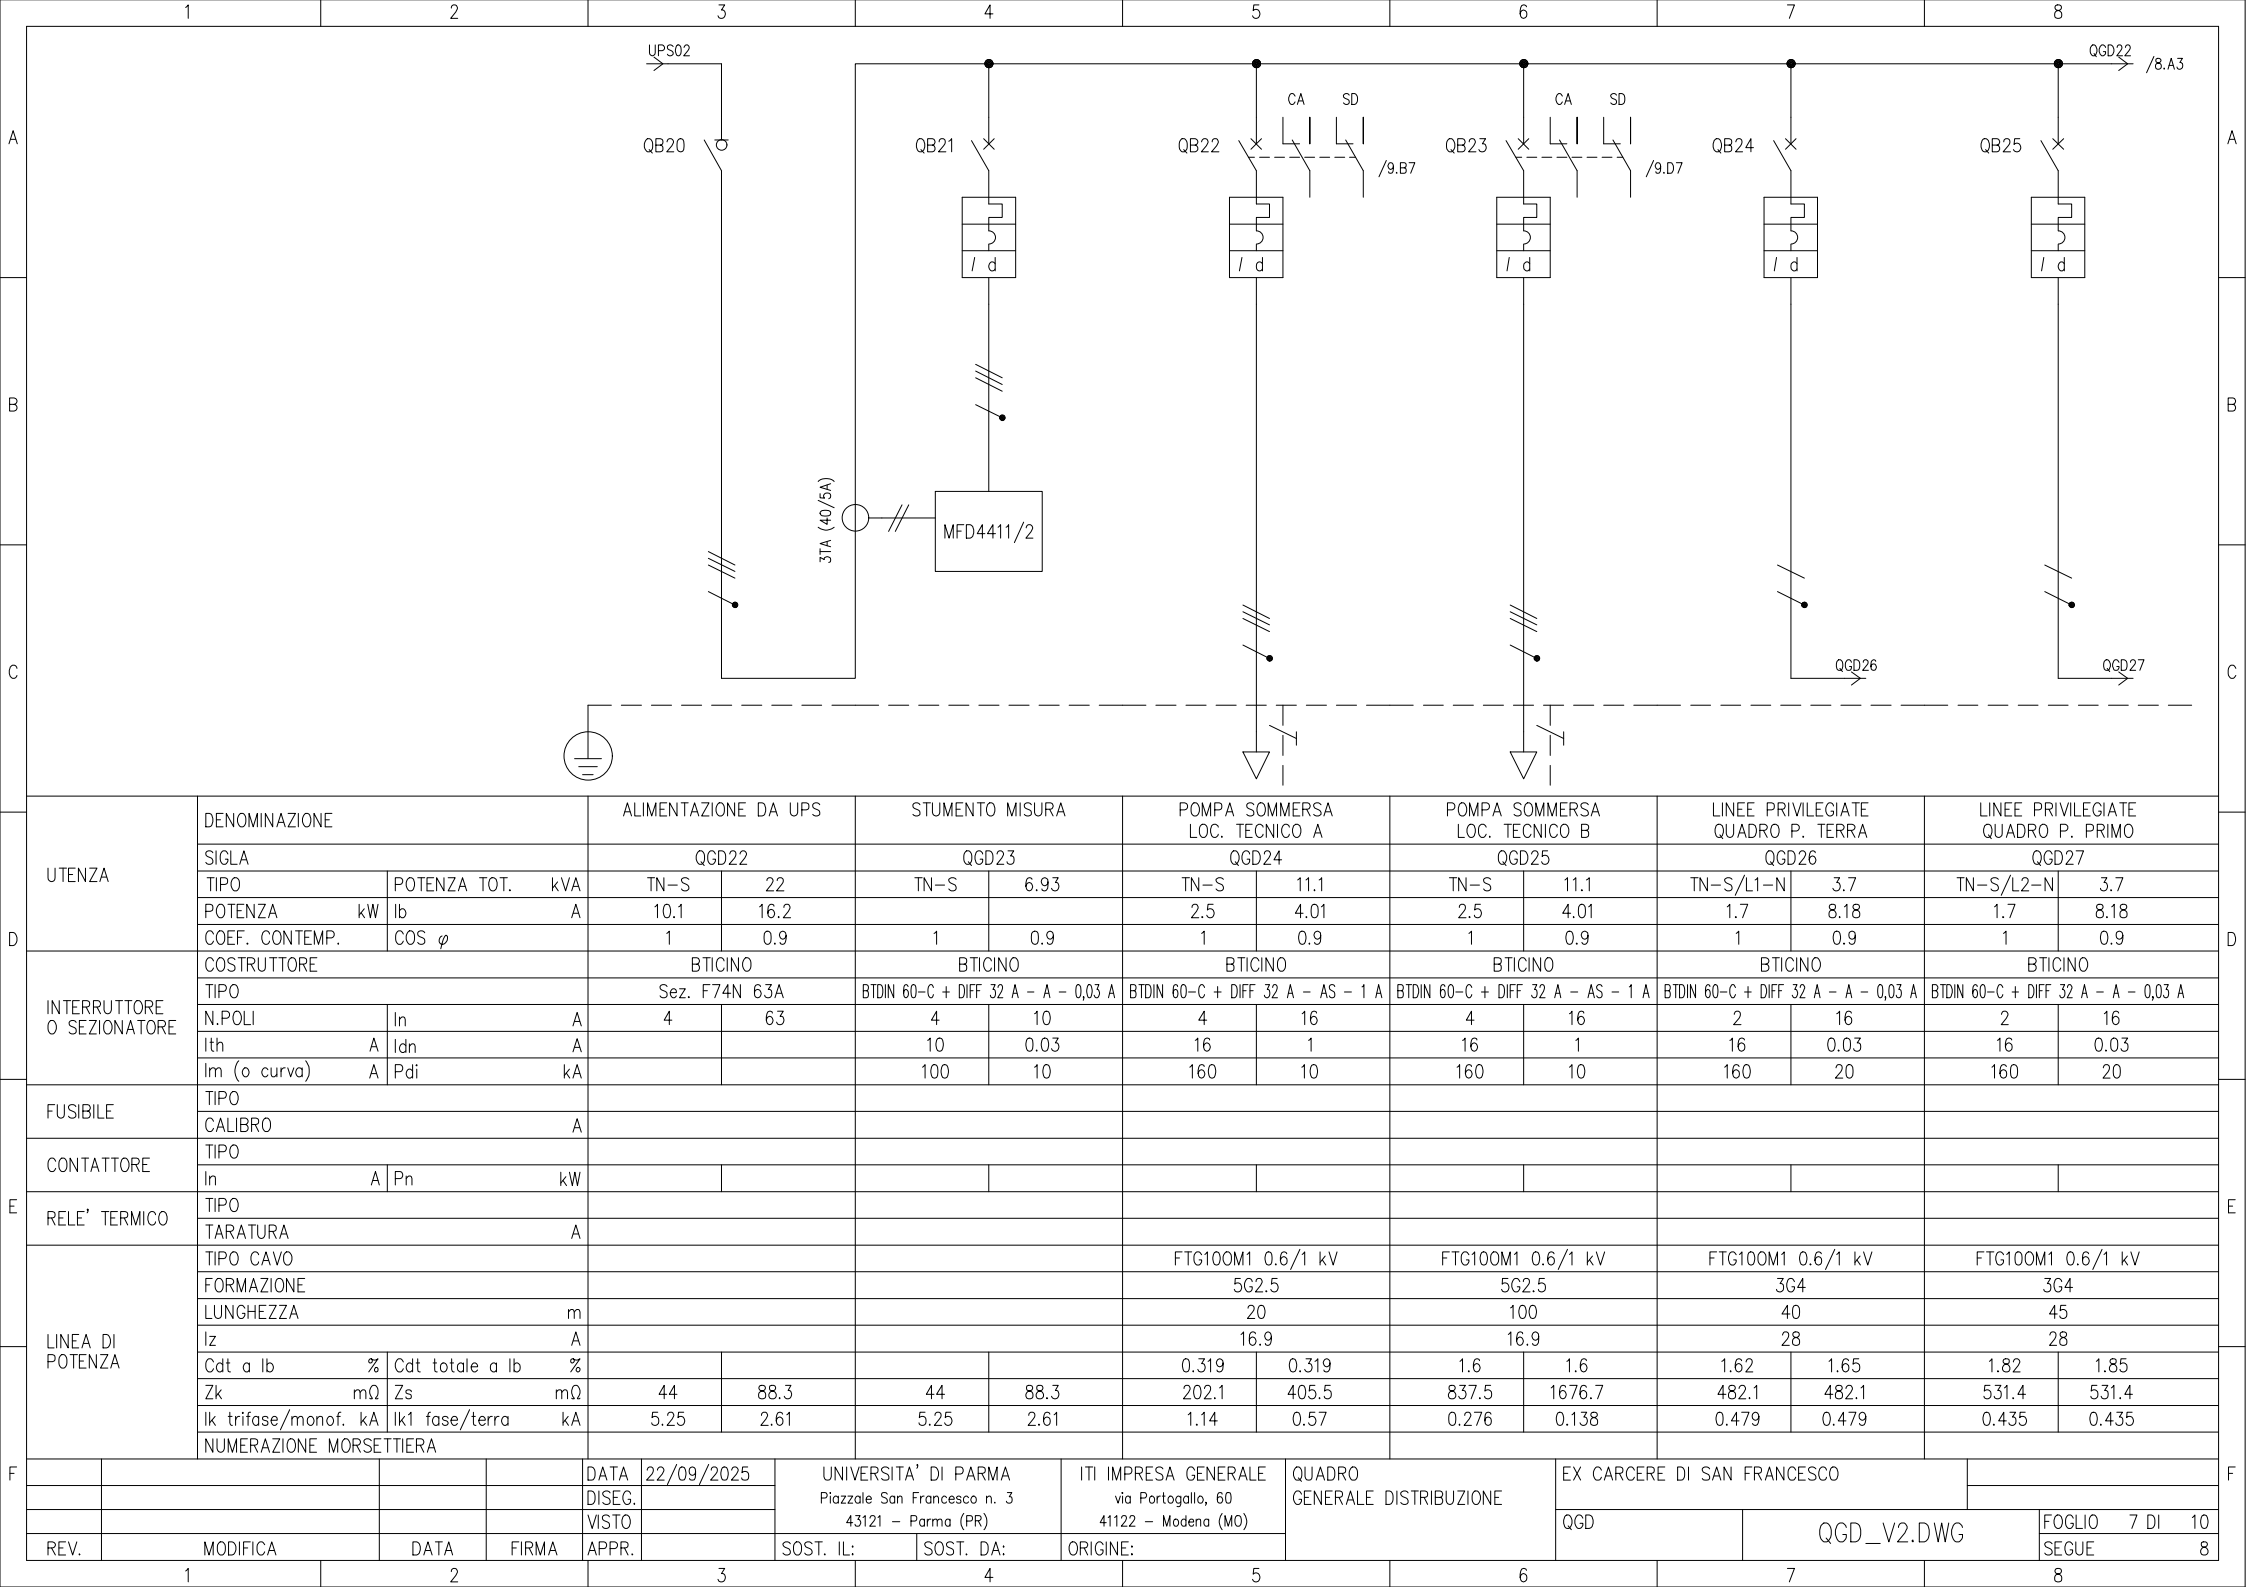 1 2 3 4 5 6 7 8
UPS02 QGD22 /8.A3
CA SD CA SD
A QB20 QB21 QB22 /9.B7 QB23 /9.D7 QB24 QB25 A
I d I d I d I d I d
B B
3TA (40/5A) MFD4411/2
C QGD26 QGD27 C
UTENZA
DENOMINAZIONE ALIMENTAZIONE DA UPS STUMENTO MISURA POMPA SOMMERSA POMPA SOMMERSA LINEE PRIVILEGIATE LINEE PRIVILEGIATE
LOC. TECNICO A LOC. TECNICO B QUADRO P. TERRA QUADRO P. PRIMO
SIGLA QGD22 QGD23 QGD24 QGD25 QGD26 QGD27
TIPO POTENZA TOT. kVA TN-S 22 TN-S 6.93 TN-S 11.1 TN-S 11.1 TN-S/L1-N 3.7 TN-S/L2-N 3.7
POTENZA kW Ib A 10.1 16.2 2.5 4.01 2.5 4.01 1.7 8.18 1.7 8.18
D COEF. CONTEMP. COS φ 1 0.9 1 0.9 1 0.9 1 0.9 1 0.9 1 0.9 D
INTERRUTTORE
O SEZIONATORE
COSTRUTTORE BTICINO BTICINO BTICINO BTICINO BTICINO BTICINO
TIPO Sez. F74N 63A BTDIN 60-C + DIFF 32 A - A - 0,03 A BTDIN 60-C + DIFF 32 A - AS - 1 A BTDIN 60-C + DIFF 32 A - AS - 1 A BTDIN 60-C + DIFF 32 A - A - 0,03 A BTDIN 60-C + DIFF 32 A - A - 0,03 A
N.POLI In A 4 63 4 10 4 16 4 16 2 16 2 16
Ith A Idn A 10 0.03 16 1 16 1 16 0.03 16 0.03
Im (o curva) A Pdi kA 100 10 160 10 160 10 160 20 160 20
FUSIBILE
TIPO
CALIBRO A
CONTATTORE
TIPO
In A Pn kW
E RELE' TERMICO E
TIPO
TARATURA A
LINEA DI
POTENZA
TIPO CAVO FTG10OM1 0.6/1 kV FTG10OM1 0.6/1 kV FTG10OM1 0.6/1 kV FTG10OM1 0.6/1 kV
FORMAZIONE 5G2.5 5G2.5 3G4 3G4
LUNGHEZZA m 20 100 40 45
Iz A 16.9 16.9 28 28
Cdt a Ib % Cdt totale a Ib % 0.319 0.319 1.6 1.6 1.62 1.65 1.82 1.85
Zk mΩ Zs mΩ 44 88.3 44 88.3 202.1 405.5 837.5 1676.7 482.1 482.1 531.4 531.4
Ik trifase/monof. kA Ik1 fase/terra kA 5.25 2.61 5.25 2.61 1.14 0.57 0.276 0.138 0.479 0.479 0.435 0.435
NUMERAZIONE MORSETTIERA
F DATA 22/09/2025 UNIVERSITA' DI PARMA ITI IMPRESA GENERALE QUADRO EX CARCERE DI SAN FRANCESCO F
DISEG. Piazzale San Francesco n. 3 via Portogallo, 60 GENERALE DISTRIBUZIONE
VISTO 43121 - Parma (PR) 41122 - Modena (MO) QGD QGD_V2.DWG FOGLIO 7 DI 10
REV. MODIFICA DATA FIRMA APPR. SOST. IL: SOST. DA: ORIGINE: SEGUE 8
1 2 3 4 5 6 7 8